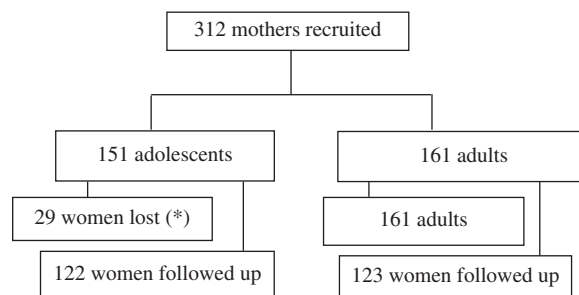 312 mothers recruited
151 adolescents
161 adults
29 women lost (*)
161 adults
122 women followed up
123 women followed up